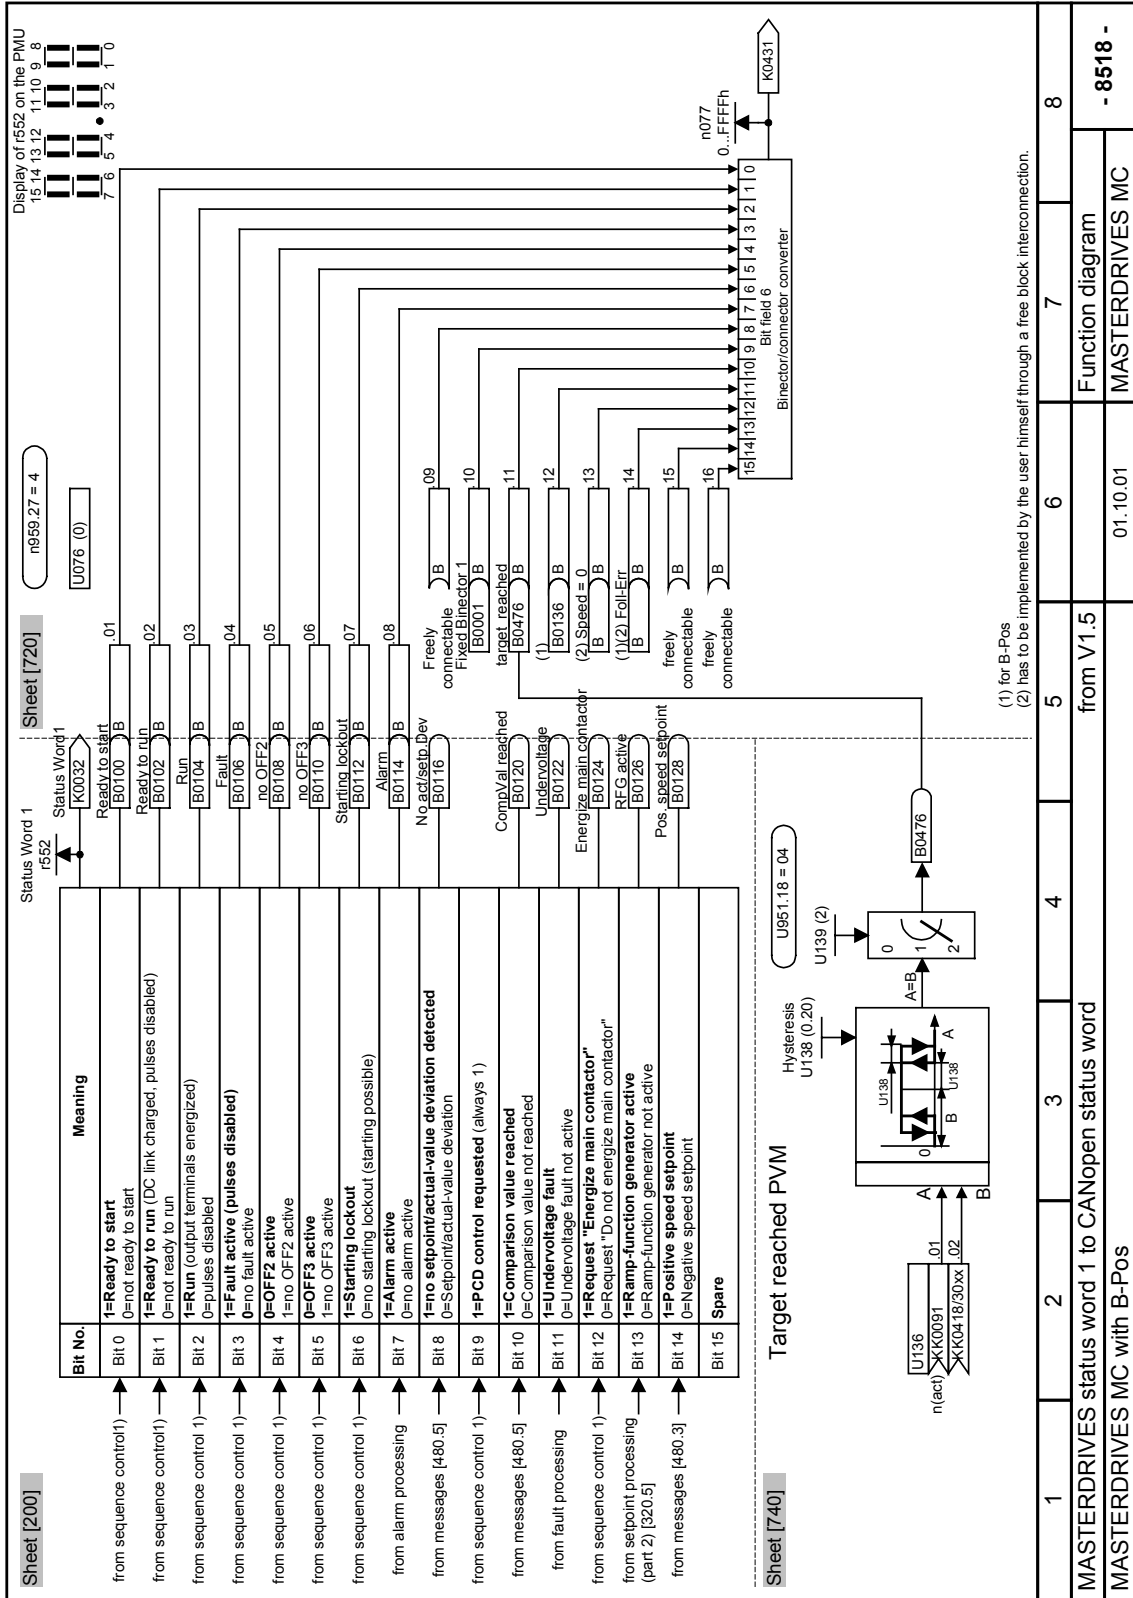 Sheet [200]
Status Word 1
r552
Status Word1
K0032
Sheet [720]
n959.27 = 4
U076 (0)
Display of r552 on the PMU
15 14 13 12 11 10 9 8
7 6 5 4 3 2 1 0
Bit No.
Meaning
from sequence control1)
Bit 0
1=Ready to start
0=not ready to start
Ready to start
B0100
B
.01
from sequence control 1)
Bit 1
1=Ready to run (DC link charged, pulses disabled)
0=not ready to run
Ready to run
B0102
B
.02
from sequence control 1)
Bit 2
1=Run (output terminals energized)
0=pulses disabled
Run
B0104
B
.03
from sequence control 1)
Bit 3
1=Fault active (pulses disabled)
0=no fault active
Fault
B0106
B
.04
from sequence control 1)
Bit 4
0=OFF2 active
1=no OFF2 active
no OFF2
B0108
B
.05
from sequence control 1)
Bit 5
0=OFF3 active
1=no OFF3 active
no OFF3
B0110
B
.06
from sequence control 1)
Bit 6
1=Starting lockout
0=no starting lockout (starting possible)
Starting lockout
B0112
B
.07
from alarm processing
Bit 7
1=Alarm active
0=no alarm active
Alarm
B0114
B
.08
from messages [480.5]
Bit 8
1=no setpoint/actual-value deviation detected
0=Setpoint/actual-value deviation
No act/setp.Dev
B0116
Freely
connectable
B
.09
from sequence control 1)
Bit 9
1=PCD control requested (always 1)
Fixed Binector 1
B0001
B
.10
from messages [480.5]
Bit 10
1=Comparison value reached
0=Comparison value not reached
CompVal reached
B0120
target reached
B0476
B
.11
from fault processing
Bit 11
1=Undervoltage fault
0=Undervoltage fault not active
Undervoltage
B0122
(1)
B0136
B
.12
from sequence control 1)
Bit 12
1=Request "Energize main contactor"
0=Request "Do not energize main contactor"
Energize main contactor
B0124
(2) Speed = 0
B
B
.13
from setpoint processing
(part 2) [320.5]
Bit 13
1=Ramp-function generator active
0=Ramp-function generator not active
RFG active
B0126
(1)(2) Foll-Err
B
B
.14
from messages [480.3]
Bit 14
1=Positive speed setpoint
0=Negative speed setpoint
Pos. speed setpoint
B0128
freely
connectable
B
.15
Bit 15
Spare
freely
connectable
B
.16
15 14 13 12 11 10 9 8 7 6 5 4 3 2 1 0
Bit field 6
Binector/connector converter
n077
0...FFFFh
K0431
Sheet [740]
Target reached PVM
U136
n(act)
KK0091
.01
KK0418/30xx
.02
A
B
Hysteresis
U138 (0.20)
U138
U138
0
B
A
A=B
U951.18 = 04
U139 (2)
0
1
2
B0476
(1) for B-Pos
(2) has to be implemented by the user himself through a free block interconnection.
1 2 3 4 5 6 7 8
MASTERDRIVES status word 1 to CANopen status word
from V1.5
Function diagram
- 8518 -
MASTERDRIVES MC with B-Pos
01.10.01
MASTERDRIVES MC